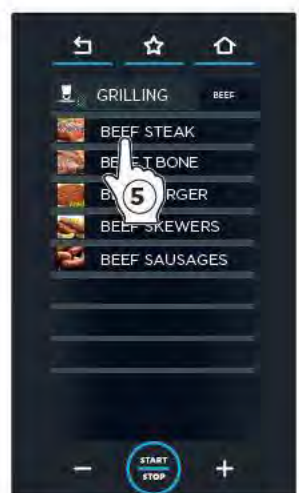 GRILLING BEEF
BEEF STEAK
T BONE
BEEF SKEWERS
BEEF SAUSAGES
5
START
STOP